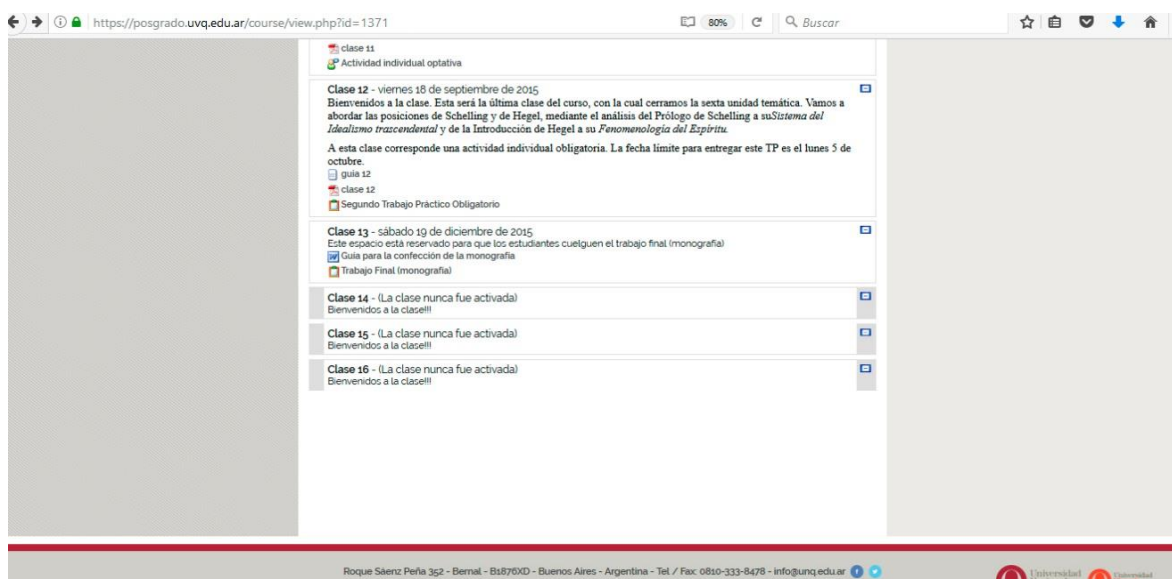 https://posgrado.uvq.edu.ar/course/view.php?id=1371
80%
Buscar
clase 11
Actividad individual optativa
Clase 12 - viernes 18 de septiembre de 2015
Bienvenidos a la clase. Esta será la última clase del curso, con la cual cerramos la sexta unidad temática. Vamos a
abordar las posiciones de Schelling y de Hegel, mediante el análisis del Prólogo de Schelling a suSistema del
Idealismo trascendental y de la Introducción de Hegel a su Fenomenología del Espíritu.
A esta clase corresponde una actividad individual obligatoria. La fecha límite para entregar este TP es el lunes 5 de
octubre.
guia 12
clase 12
Segundo Trabajo Práctico Obligatorio
Clase 13 - sábado 19 de diciembre de 2015
Este espacio está reservado para que los estudiantes cuelguen el trabajo final (monografía)
Guia para la confección de la monografía
Trabajo Final (monografía)
Clase 14 - (La clase nunca fue activada)
Bienvenidos a la clase!!!
Clase 15 - (La clase nunca fue activada)
Bienvenidos a la clase!!!
Clase 16 - (La clase nunca fue activada)
Bienvenidos a la clase!!!
Roque Sáenz Peña 352 - Bernal - B1876XD - Buenos Aires - Argentina - Tel / Fax: 0810-333-8478 - info@unq.edu.ar
Universidad
Universidad